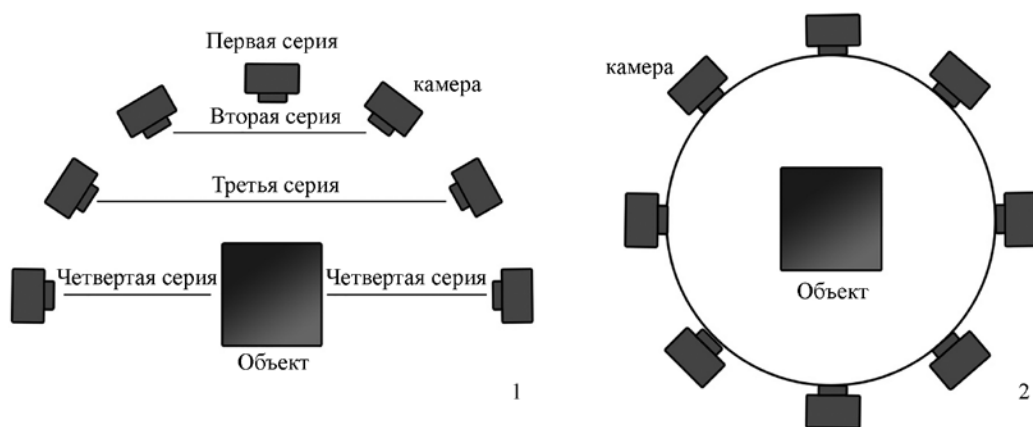 Первая серия
камера
Вторая серия
Третья серия
Четвертая серия
Четвертая серия
Объект
1
камера
Объект
2